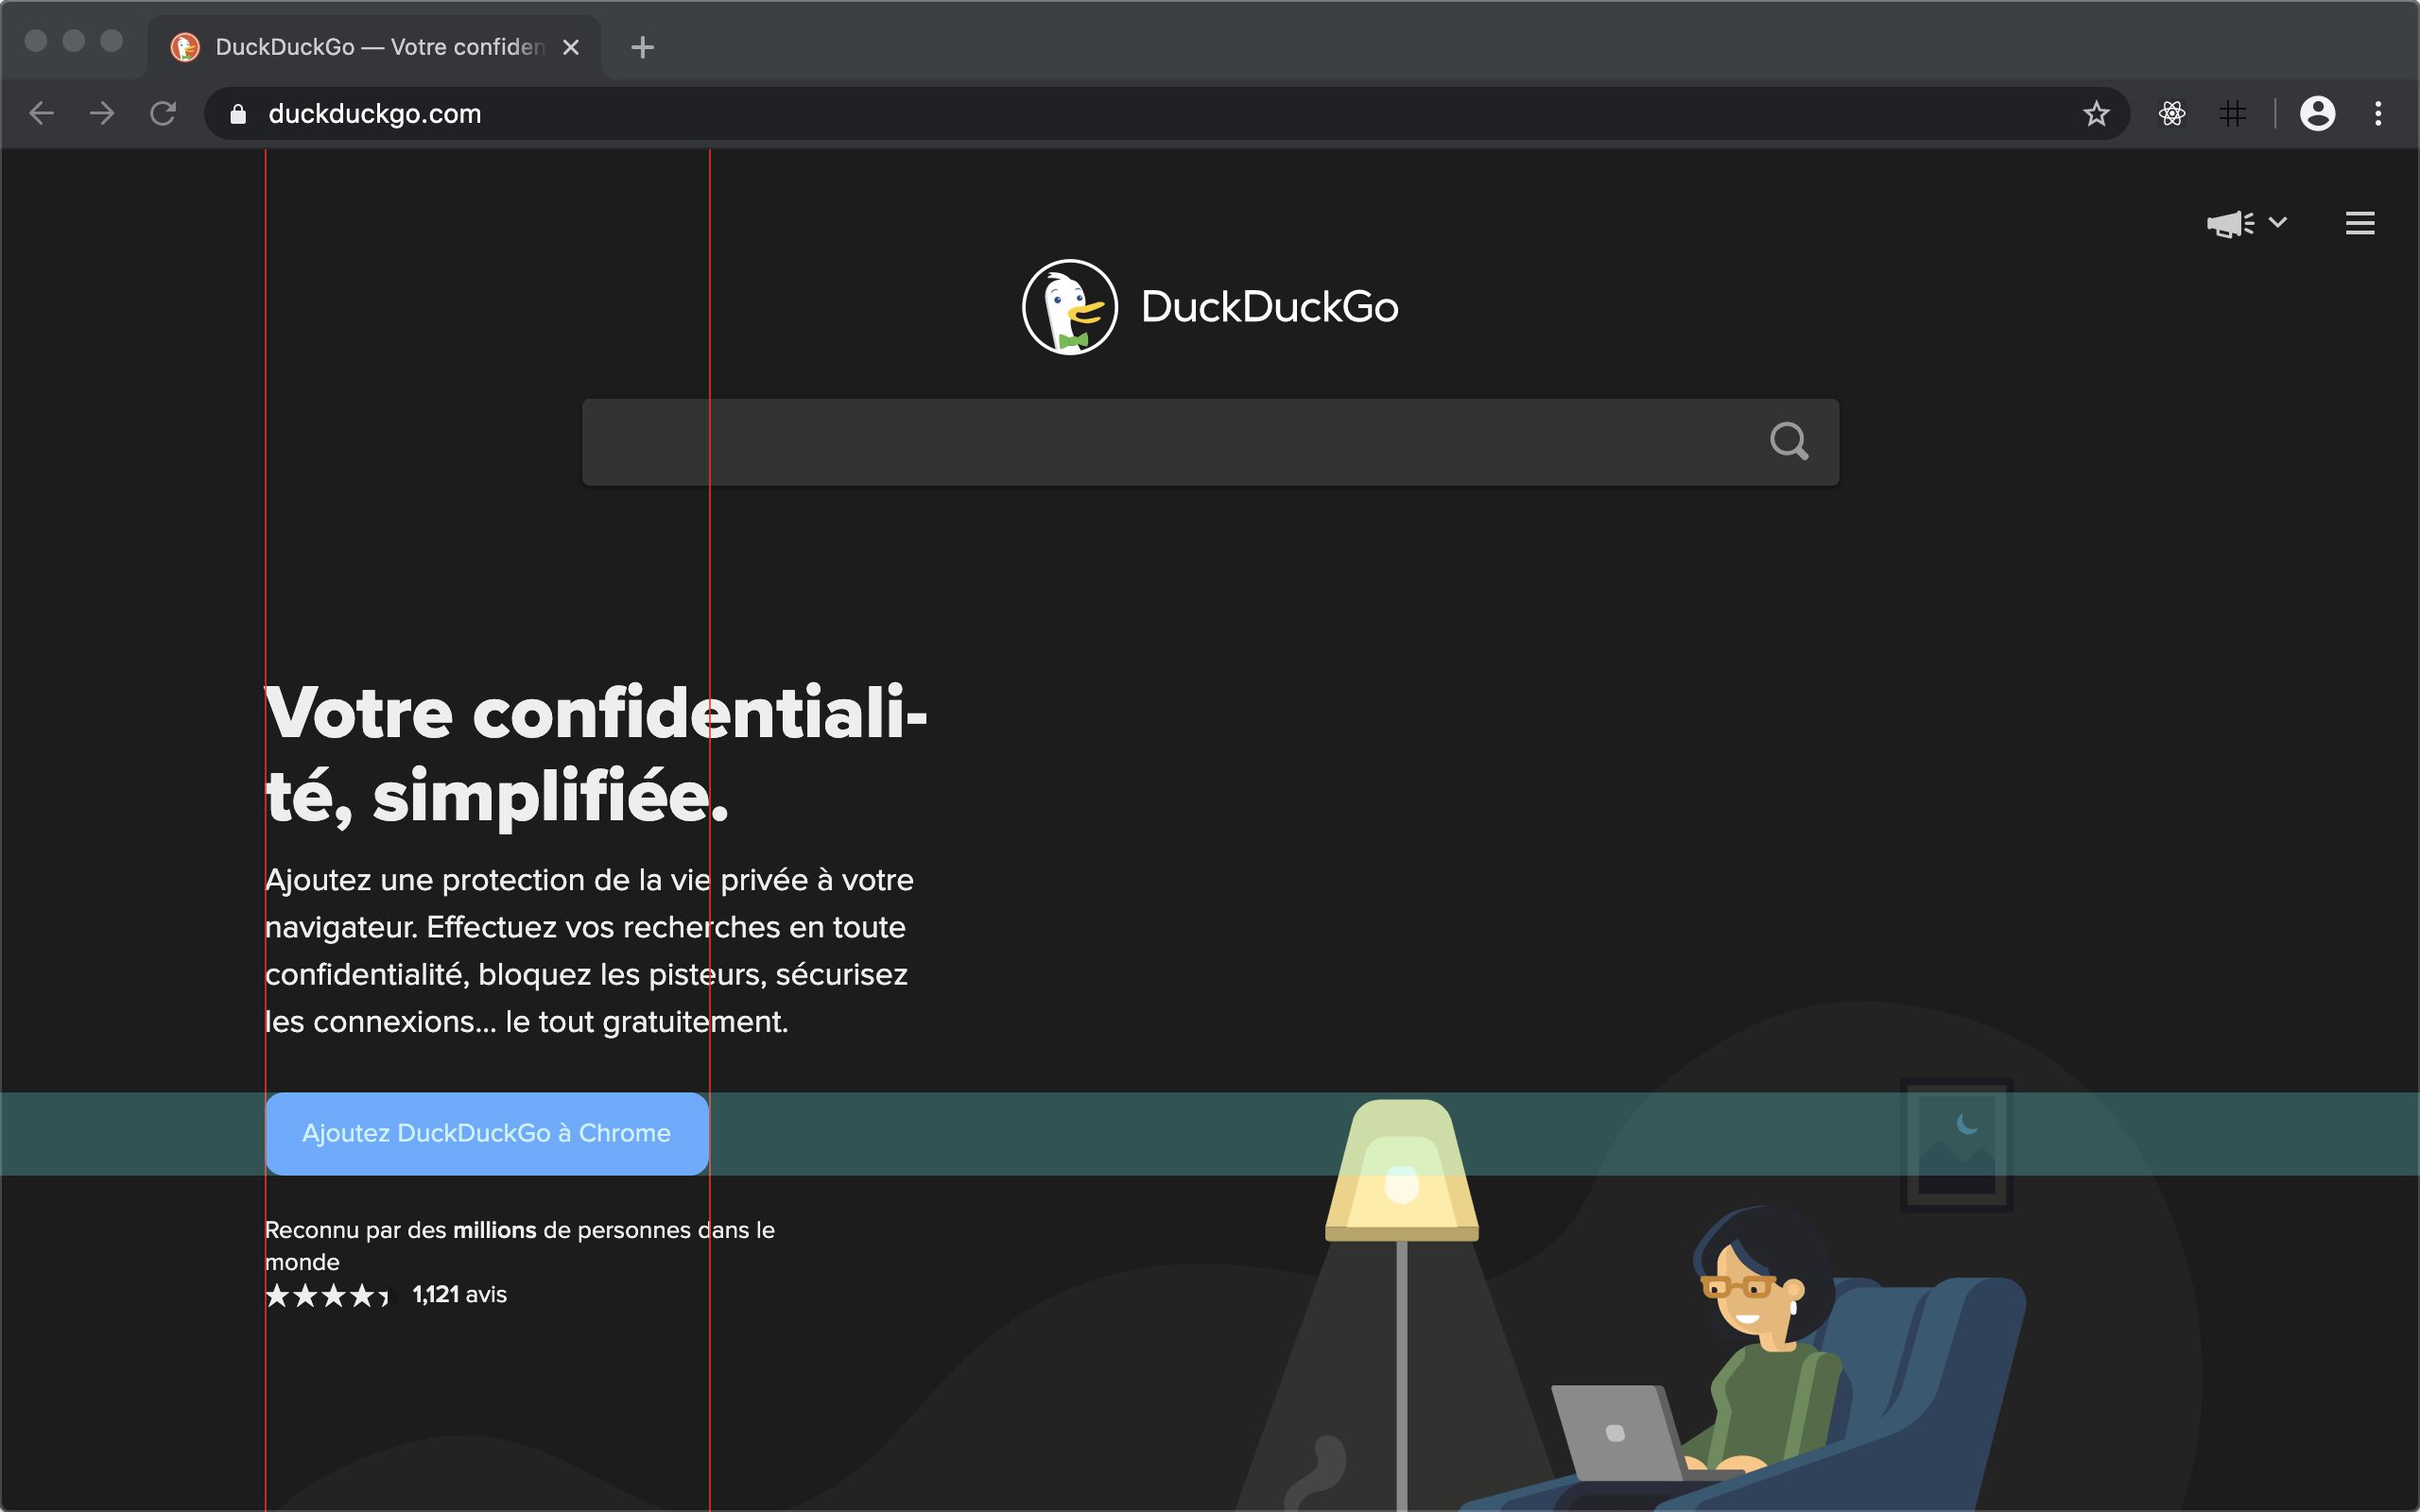 DuckDuckGo — Votre confiden
duckduckgo.com
DuckDuckGo
Votre confidentiali-
té, simplifiée.
Ajoutez une protection de la vie privée à votre
navigateur. Effectuez vos recherches en toute
confidentialité, bloquez les pisteurs, sécurisez
les connexions... le tout gratuitement.
Ajoutez DuckDuckGo à Chrome
Reconnu par des millions de personnes dans le
monde
1,121 avis